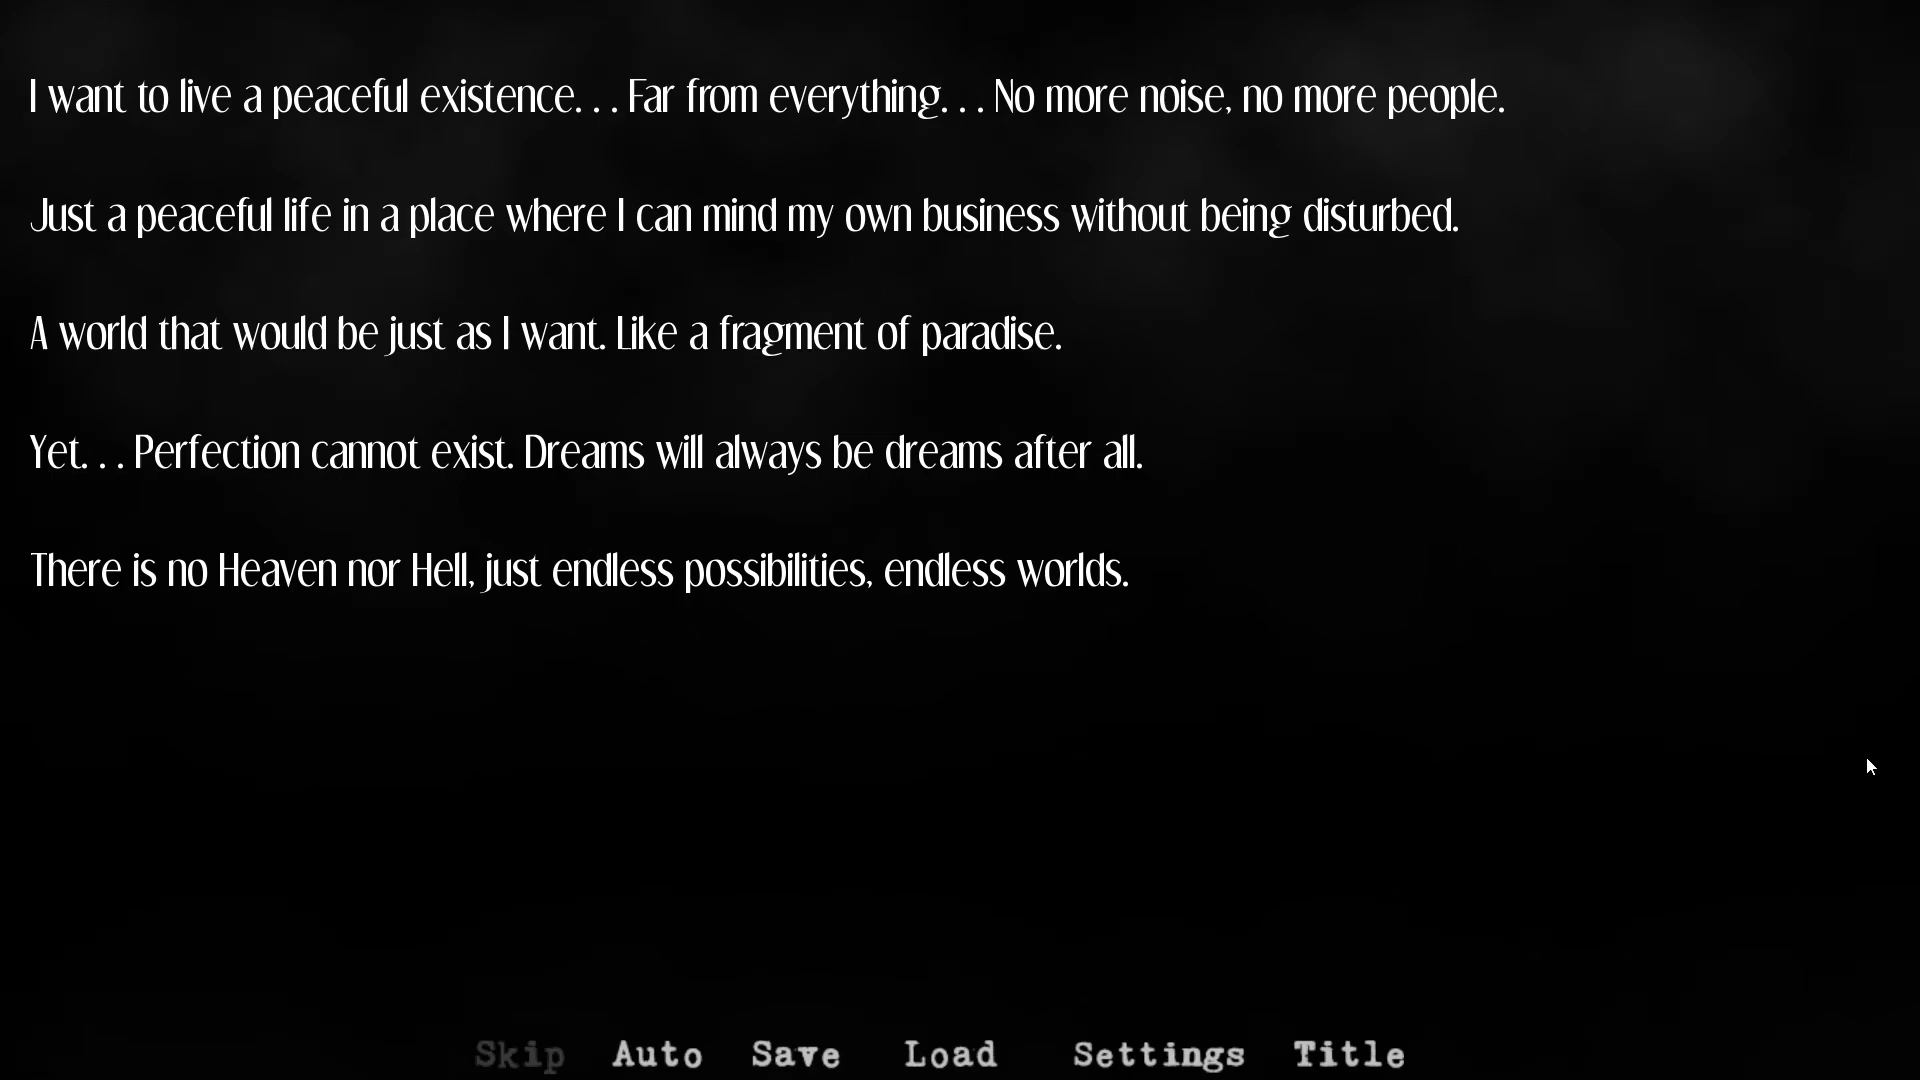 I want to live a peaceful existence. . . Far from everything. . . No more noise, no more people.
Just a peaceful life in a place where I can mind my own business without being disturbed.
A world that would be just as I want. Like a fragment of paradise.
Yet. . . Perfection cannot exist. Dreams will always be dreams after all.
There is no Heaven nor Hell, just endless possibilities, endless worlds.
Skip Auto Save Load Settings Title